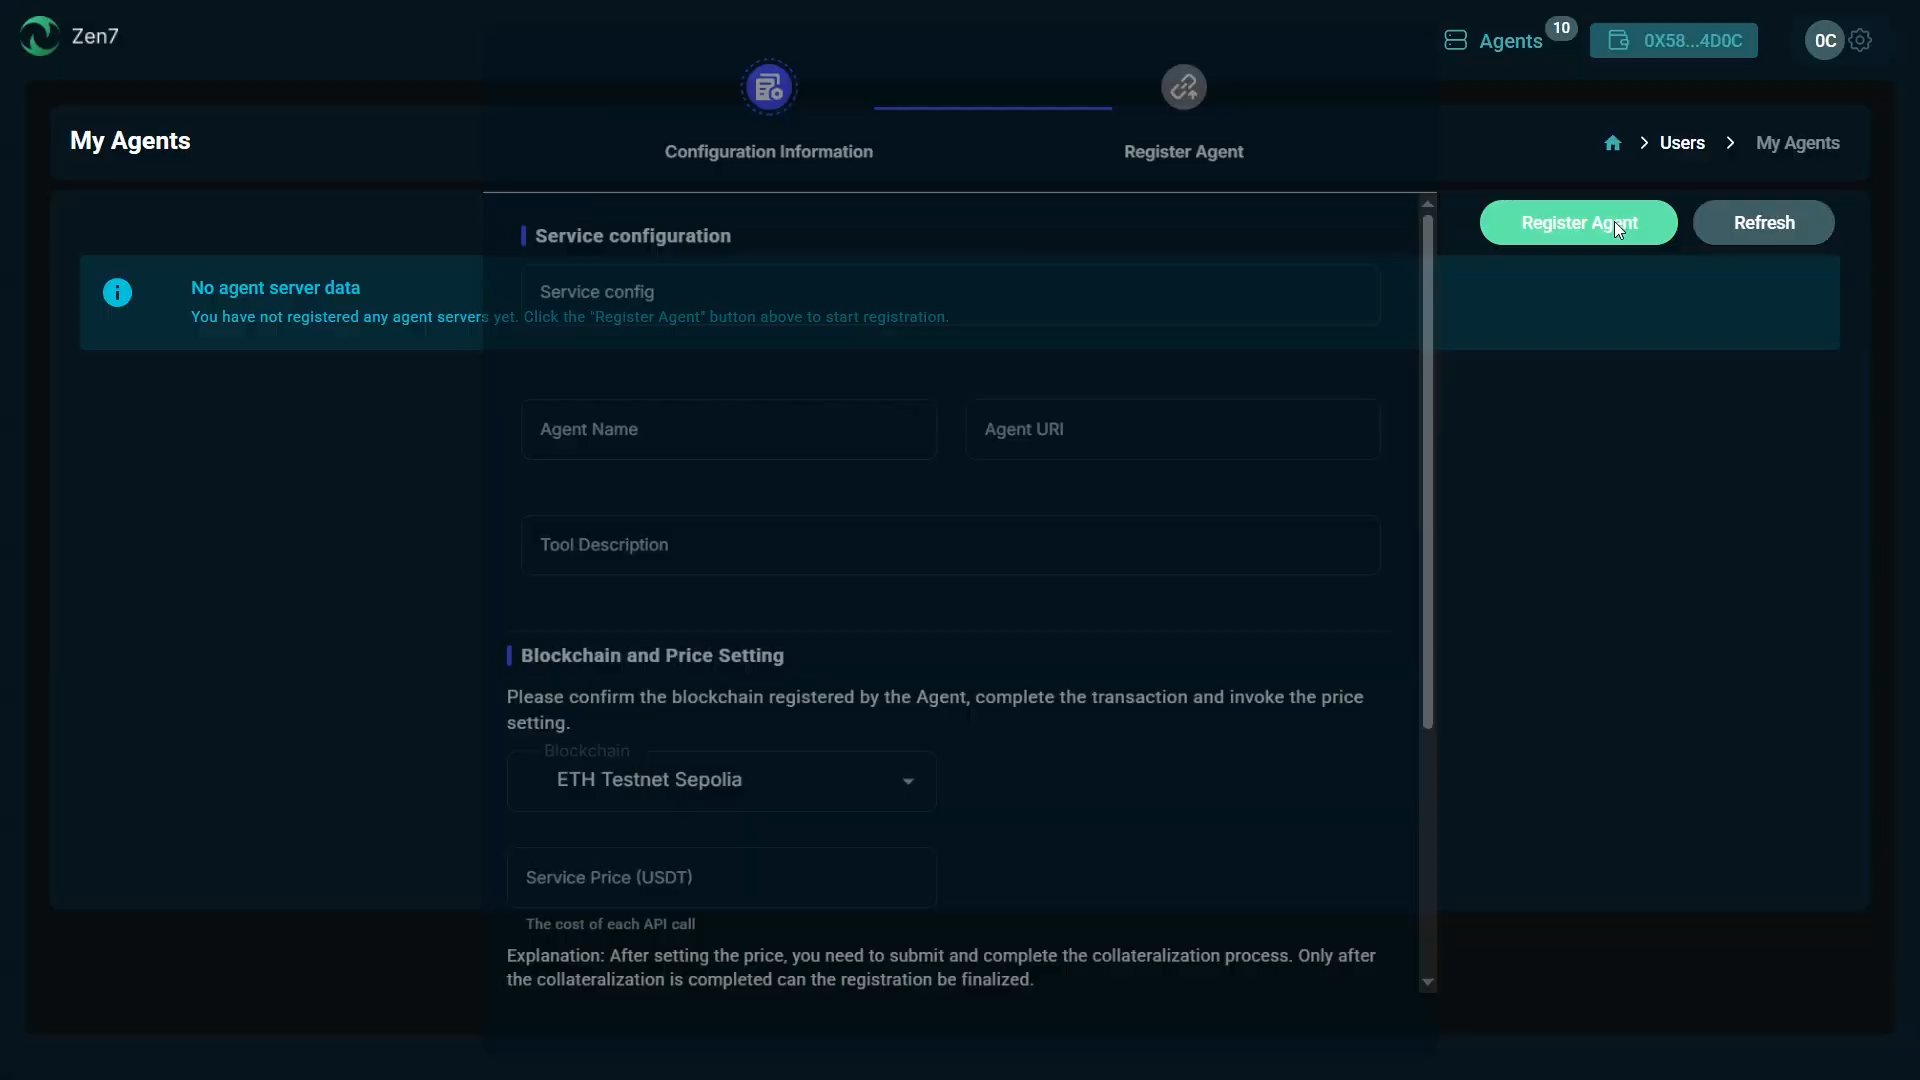 Zen7
Agents
10
0X58...4D0C
0C
Configuration Information
Register Agent
My Agents
Users
My Agents
Register Agent
Refresh
Service configuration
Service config
No agent server data
You have not registered any agent servers yet. Click the "Register Agent" button above to start registration.
Agent Name
Agent URI
Tool Description
Blockchain and Price Setting
Please confirm the blockchain registered by the Agent, complete the transaction and invoke the price
setting.
Blockchain
ETH Testnet Sepolia
Service Price (USDT)
The cost of each API call
Explanation: After setting the price, you need to submit and complete the collateralization process. Only after
the collateralization is completed can the registration be finalized.